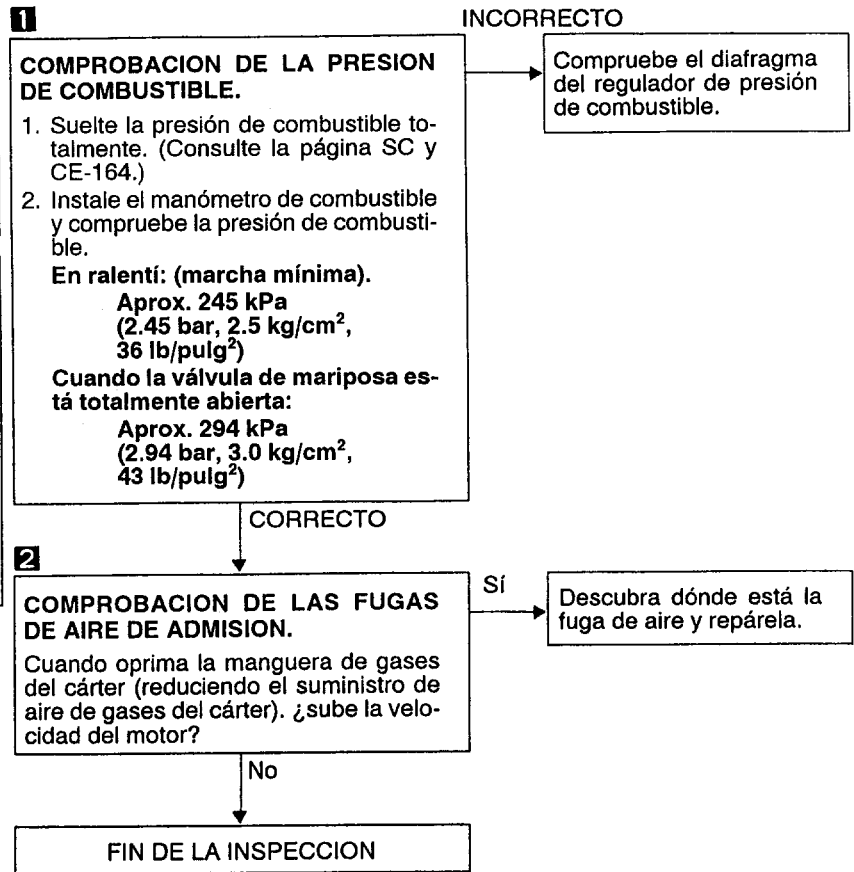 1
INCORRECTO
COMPROBACION DE LA PRESION
DE COMBUSTIBLE.
1. Suelte la presión de combustible to-
talmente. (Consulte la página SC y
CE-164.)
2. Instale el manómetro de combustible
y compruebe la presión de combusti-
ble.
En ralentí: (marcha mínima).
Aprox. 245 kPa
(2.45 bar, 2.5 kg/cm²,
36 lb/pulg²)
Cuando la válvula de mariposa es-
tá totalmente abierta:
Aprox. 294 kPa
(2.94 bar, 3.0 kg/cm²,
43 lb/pulg²)
Compruebe el diafragma
del regulador de presión
de combustible.
CORRECTO
2
COMPROBACION DE LAS FUGAS
DE AIRE DE ADMISION.
Cuando oprima la manguera de gases
del cárter (reduciendo el suministro de
aire de gases del cárter). ¿sube la velo-
cidad del motor?
Sí
Descubra dónde está la
fuga de aire y repárela.
No
FIN DE LA INSPECCION